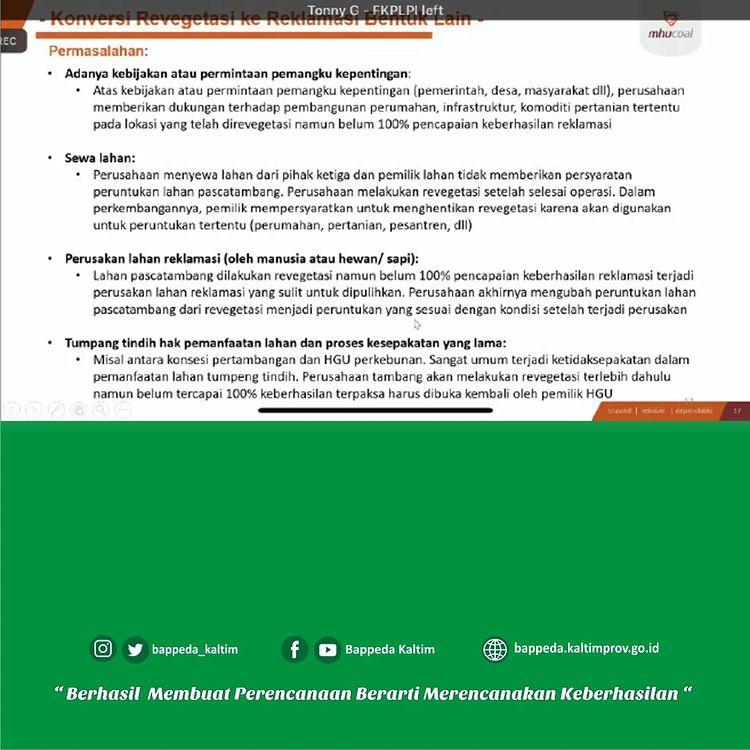 Tonny G - FKPLPI left
- Konversi Revegetasi ke Reklamasi Bentuk Lain -
REC
mhucoal
Permasalahan:
• Adanya kebijakan atau permintaan pemangku kepentingan:
• Atas kebijakan atau permintaan pemangku kepentingan (pemerintah, desa, masyarakat dll), perusahaan
memberikan dukungan terhadap pembangunan perumahan, infrastruktur, komoditi pertanian tertentu
pada lokasi yang telah direvegetasi namun belum 100% pencapaian keberhasilan reklamasi
• Sewa lahan:
• Perusahaan menyewa lahan dari pihak ketiga dan pemilik lahan tidak memberikan persyaratan
peruntukan lahan pascatambang. Perusahaan melakukan revegetasi setelah selesai operasi. Dalam
perkembangannya, pemilik mempersyaratkan untuk menghentikan revegetasi karena akan digunakan
untuk peruntukan tertentu (perumahan, pertanian, pesantren, dll)
• Perusakan lahan reklamasi (oleh manusia atau hewan/ sapi):
• Lahan pascatambang dilakukan revegetasi namun belum 100% pencapaian keberhasilan reklamasi terjadi
perusakan lahan reklamasi yang sulit untuk dipulihkan. Perusahaan akhirnya mengubah peruntukan lahan
pascatambang dari revegetasi menjadi peruntukan yang sesuai dengan kondisi setelah terjadi perusakan
• Tumpang tindih hak pemanfaatan lahan dan proses kesepakatan yang lama:
• Misal antara konsesi pertambangan dan HGU perkebunan. Sangat umum terjadi ketidaksepakatan dalam
pemanfaatan lahan tumpeng tindih. Perusahaan tambang akan melakukan revegetasi terlebih dahulu
namun belum tercapai 100% keberhasilan terpaksa harus dibuka kembali oleh pemilik HGU
trusted | reliable | dependable 17
bappeda_kaltim Bappeda Kaltim bappeda.kaltimprov.go.id
“ Berhasil Membuat Perencanaan Berarti Merencanakan Keberhasilan “